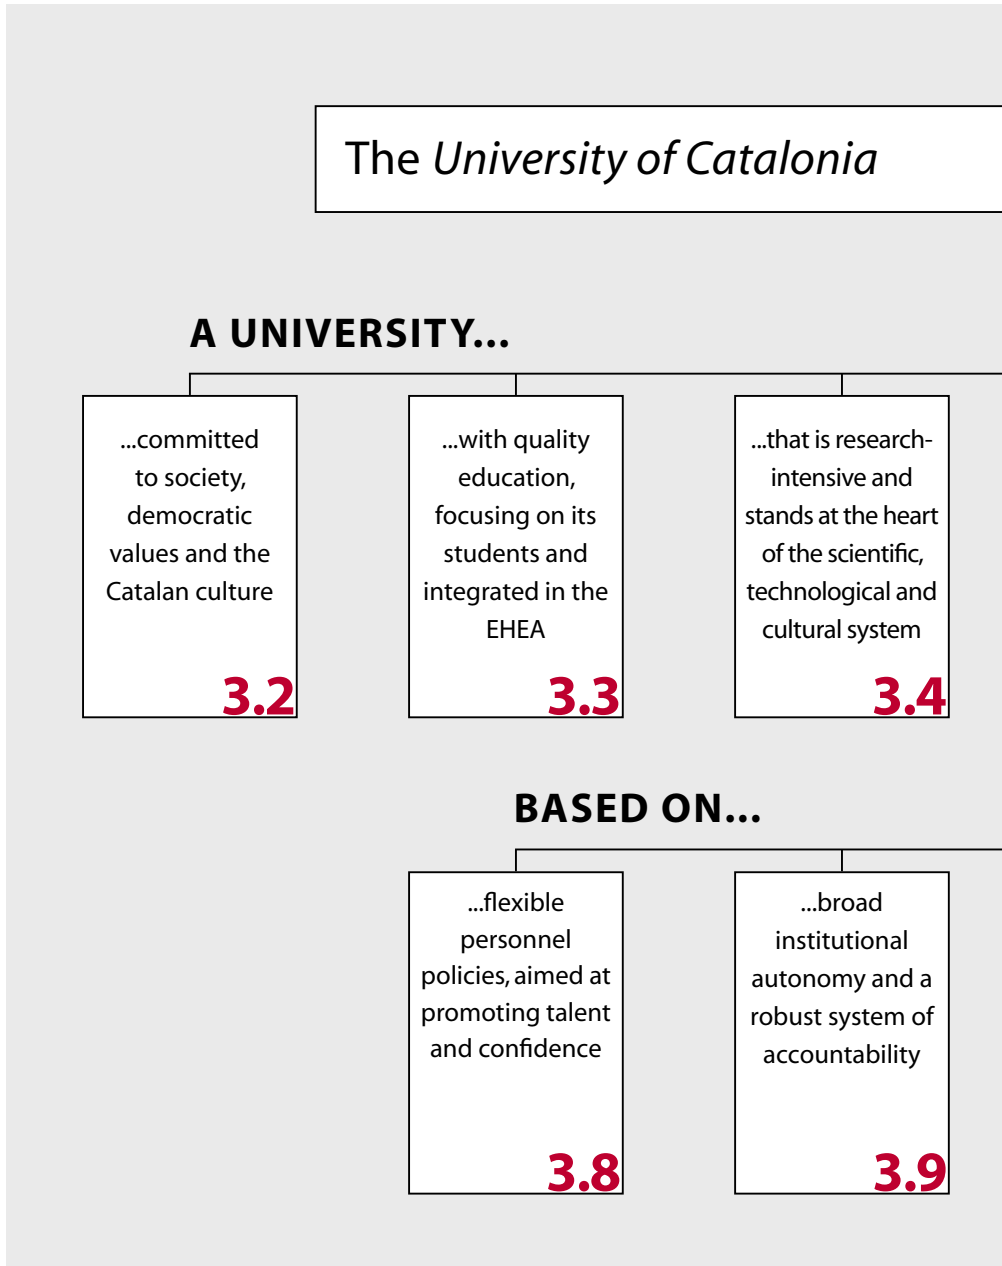 The University of Catalonia
A UNIVERSITY...
...committed
to society,
democratic
values and the
Catalan culture
3.2
...with quality
education,
focusing on its
students and
integrated in the
EHEA
3.3
...that is research-
intensive and
stands at the heart
of the scientific,
technological and
cultural system
3.4
BASED ON...
...flexible
personnel
policies, aimed at
promoting talent
and confidence
3.8
...broad
institutional
autonomy and a
robust system of
accountability
3.9